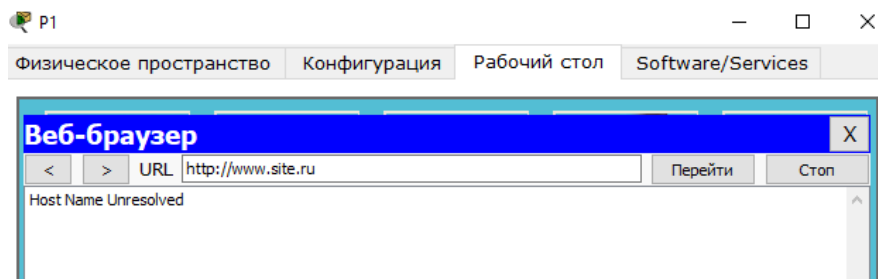 P1
Физическое пространство Конфигурация Рабочий стол Software/Services
Веб-браузер X
< > URL http://www.site.ru Перейти Стоп
Host Name Unresolved